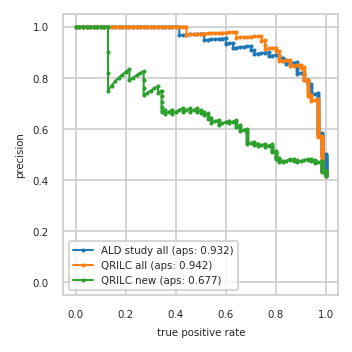 1.0
0.8
0.6
0.4
0.2
0.0
precision
ALD study all (aps: 0.932)
QRILC all (aps: 0.942)
QRILC new (aps: 0.677)
0.0 0.2 0.4 0.6 0.8 1.0
true positive rate